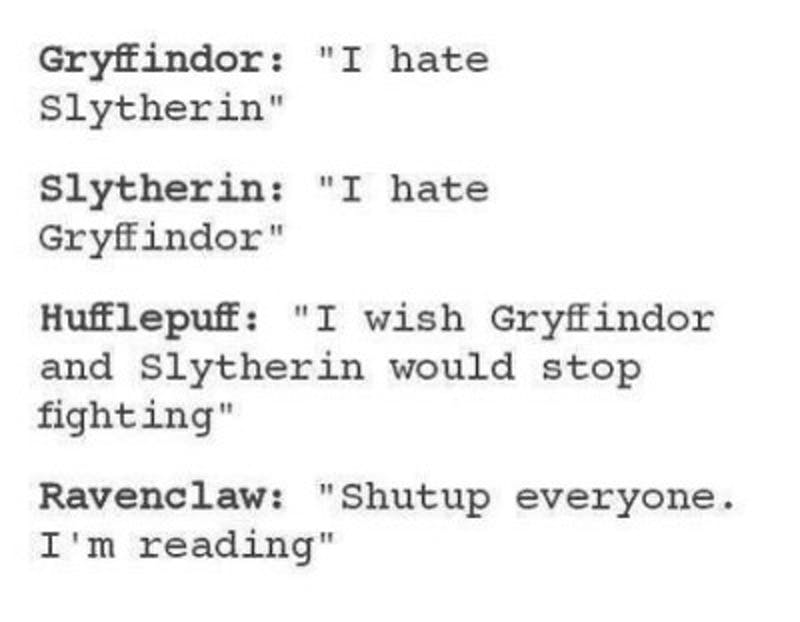 Gryffindor: "I hate
Slytherin"
Slytherin: "I hate
Gryffindor"
Hufflepuff: "I wish Gryffindor
and Slytherin would stop
fighting"
Ravenclaw: "Shutup everyone.
I'm reading"